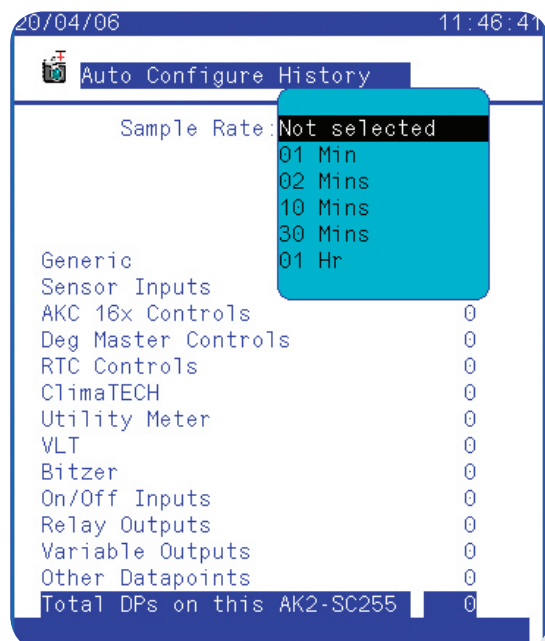 20/04/06 11:46:41
Auto Configure History
Sample Rate:Not selected
01 Min
02 Mins
10 Mins
30 Mins
Generic 01 Hr
Sensor Inputs
AKC 16x Controls 0
Deg Master Controls 0
RTC Controls 0
ClimaTECH 0
Utility Meter 0
VLT 0
Bitzer 0
On/Off Inputs 0
Relay Outputs 0
Variable Outputs 0
Other Datapoints 0
Total DPs on this AK2-SC255 0